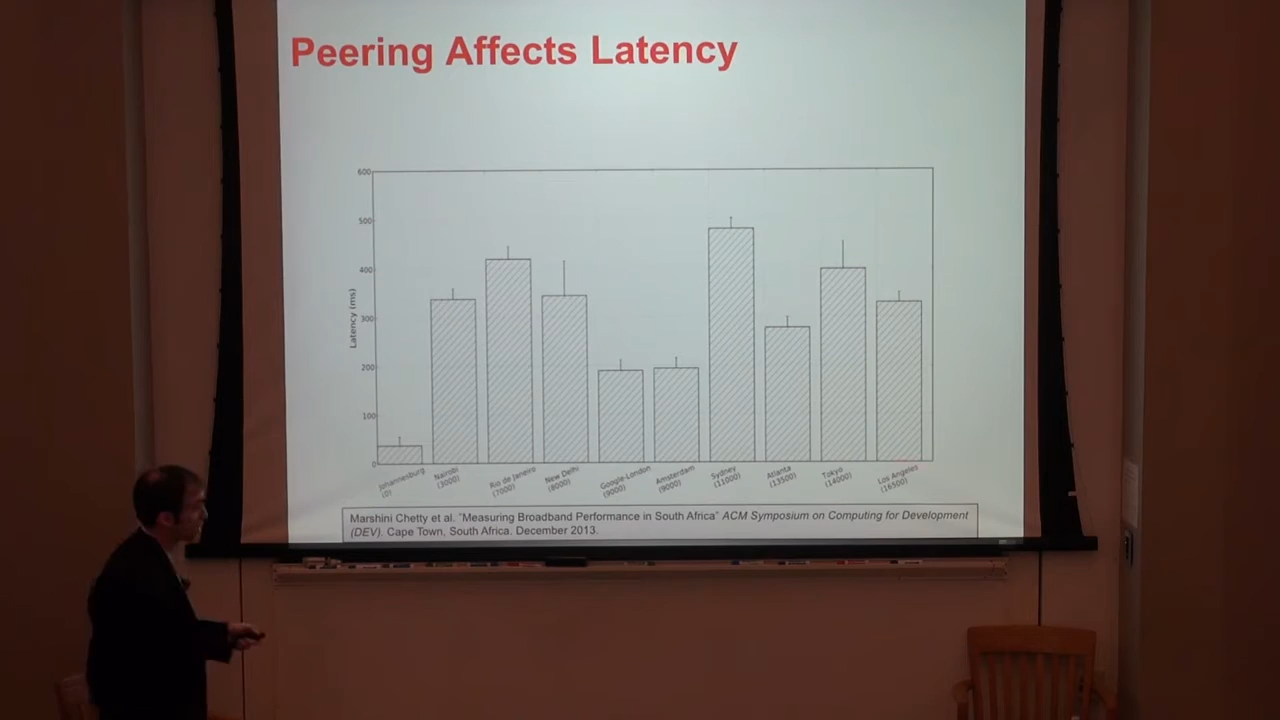 Peering Affects Latency
600
500
400
300
200
100
0
Latency (ms)
Johannesburg
(0)
Nairobi
(3000)
Rio de Janeiro
(7000)
New Delhi
(8000)
Google-London
(9000)
Amsterdam
(9000)
Sydney
(11000)
Atlanta
(13500)
Tokyo
(14000)
Los Angeles
(16500)
Marshini Chetty et al. "Measuring Broadband Performance in South Africa" ACM Symposium on Computing for Development
(DEV). Cape Town, South Africa. December 2013.